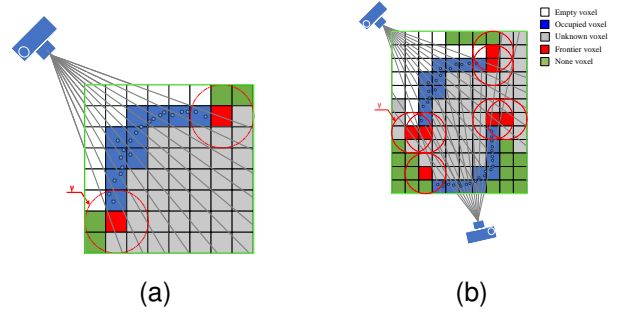 Empty voxel
Occupied voxel
Unknown voxel
Frontier voxel
None voxel
γ
γ
(a)
(b)